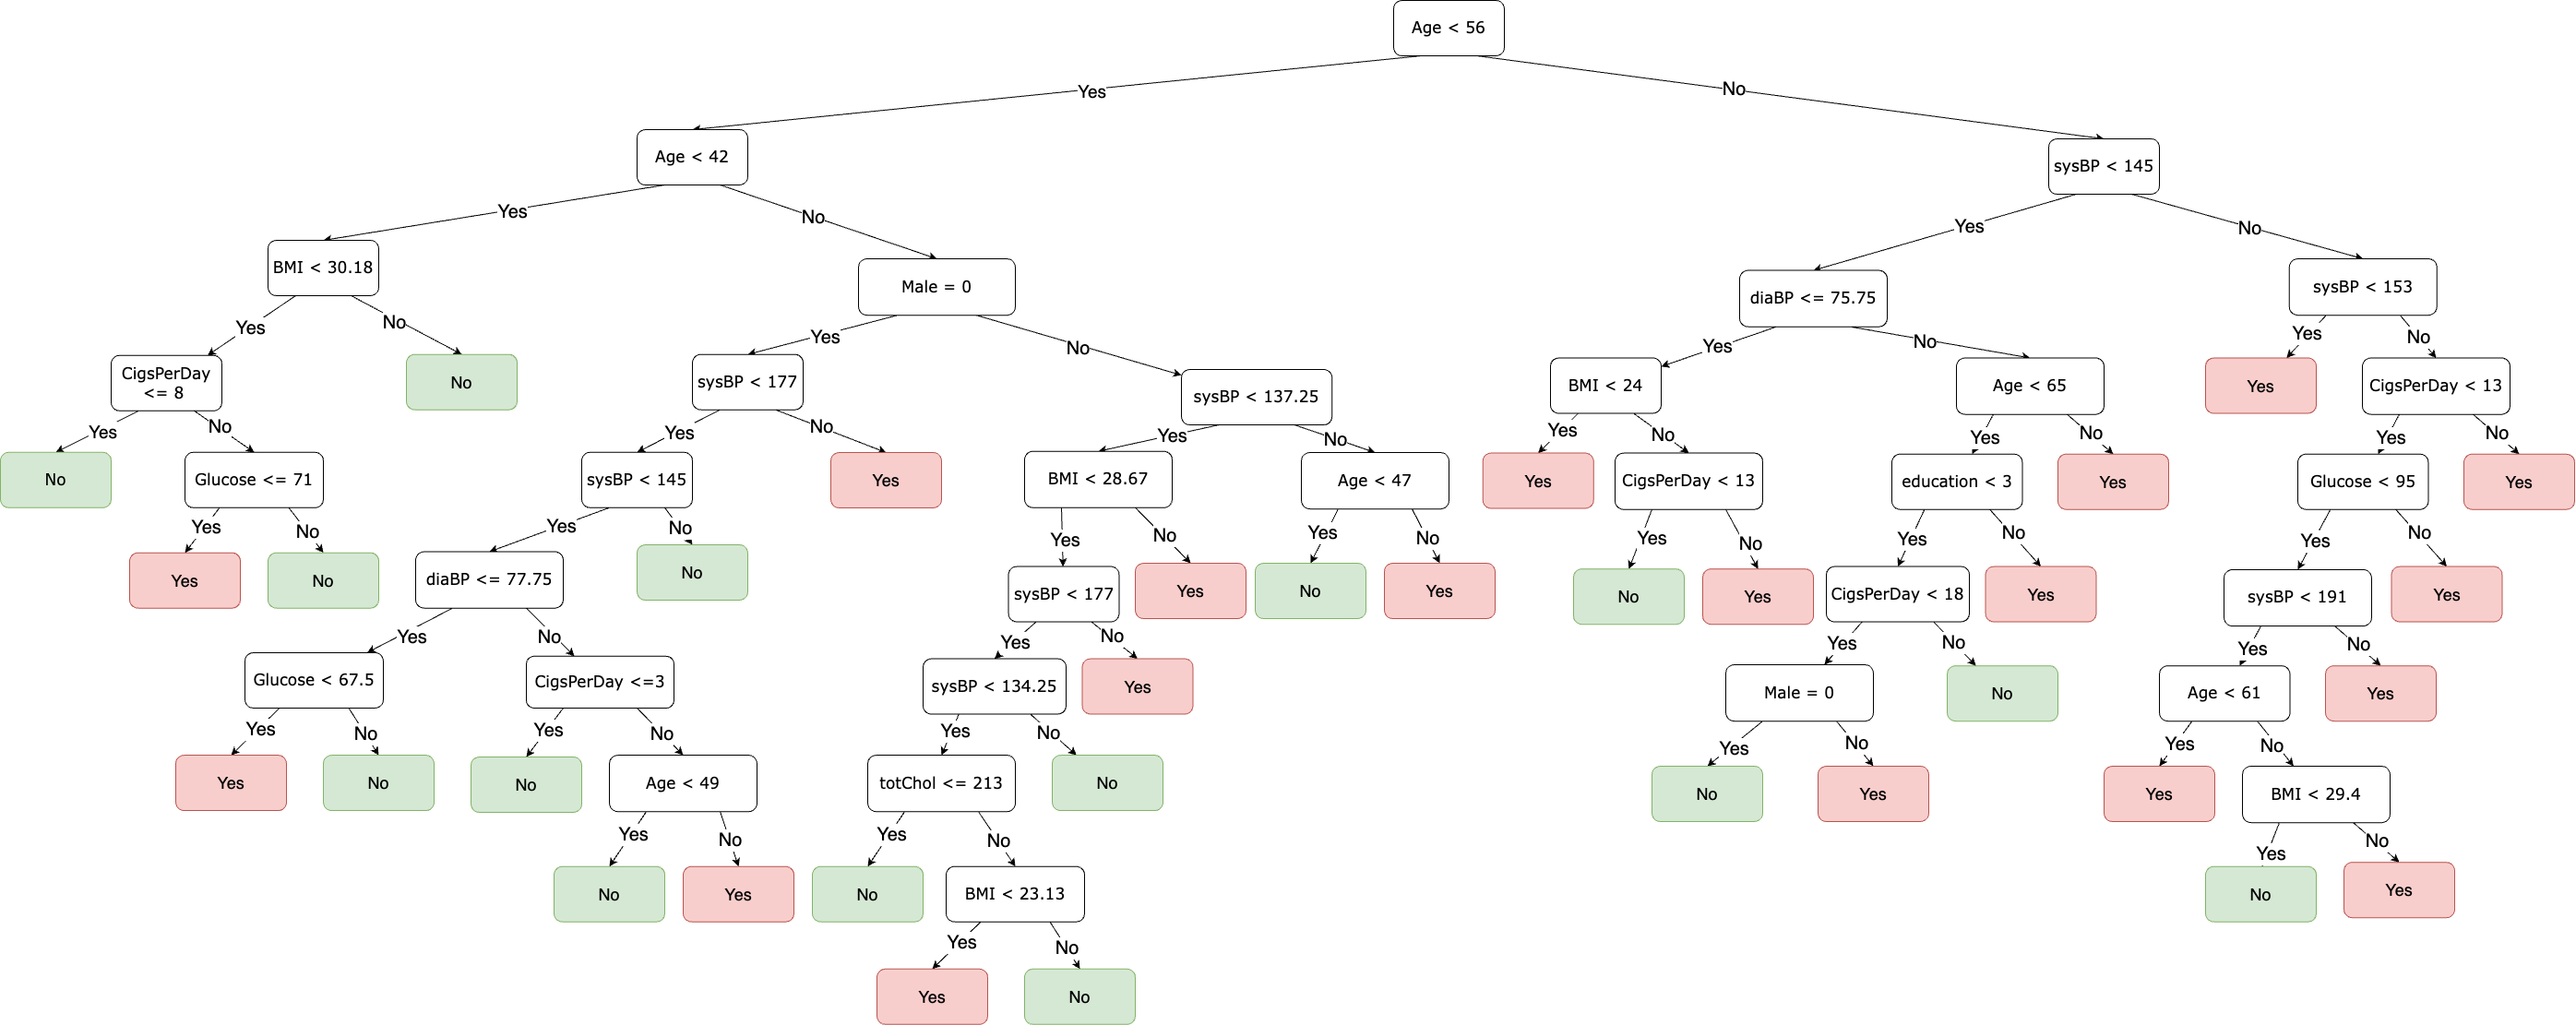 Age < 56
Yes
No
Age < 42
sysBP < 145
Yes
No
Yes
No
BMI < 30.18
Male = 0
diaBP <= 75.75
sysBP < 153
Yes
No
Yes
No
Yes
No
Yes
No
CigsPerDay
<= 8
No
sysBP < 177
sysBP < 137.25
BMI < 24
Age < 65
Yes
CigsPerDay < 13
Yes
No
Yes
No
Yes
No
Yes
No
Yes
No
Yes
No
No
Glucose <= 71
sysBP < 145
Yes
BMI < 28.67
Age < 47
Yes
CigsPerDay < 13
education < 3
Yes
Glucose < 95
Yes
Yes
No
Yes
No
Yes
No
Yes
No
Yes
No
Yes
No
Yes
No
Yes
No
diaBP <= 77.75
No
sysBP < 177
Yes
No
Yes
No
Yes
CigsPerDay < 18
Yes
sysBP < 191
Yes
Yes
No
Yes
No
Yes
No
Yes
No
Glucose < 67.5
CigsPerDay <=3
sysBP < 134.25
Yes
Male = 0
No
Age < 61
Yes
Yes
No
Yes
No
Yes
No
Yes
No
Yes
No
Yes
No
No
Age < 49
totChol <= 213
No
No
Yes
Yes
BMI < 29.4
Yes
No
Yes
No
Yes
No
No
Yes
No
BMI < 23.13
No
Yes
Yes
No
Yes
No